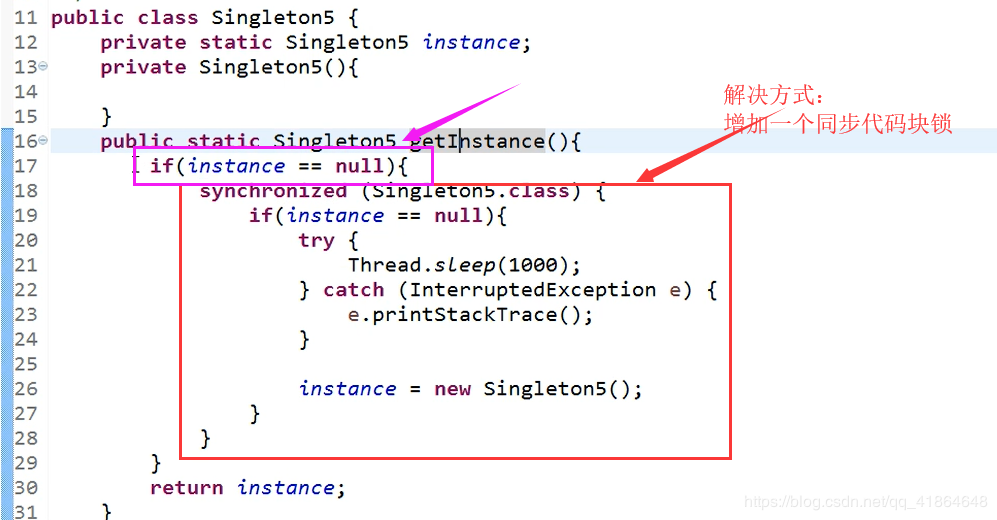 11 public class Singleton5 {
12     private static Singleton5 instance;
13     private Singleton5(){
14
15     }
16     public static Singleton5 getInstance(){
17         if(instance == null){
18             synchronized (Singleton5.class) {
19                 if(instance == null){
20                     try {
21                         Thread.sleep(1000);
22                     } catch (InterruptedException e) {
23                         e.printStackTrace();
24                     }
25
26                     instance = new Singleton5();
27                 }
28             }
29         }
30         return instance;
31     }
解决方式：
增加一个同步代码块锁
https://blog.csdn.net/qq_41864648